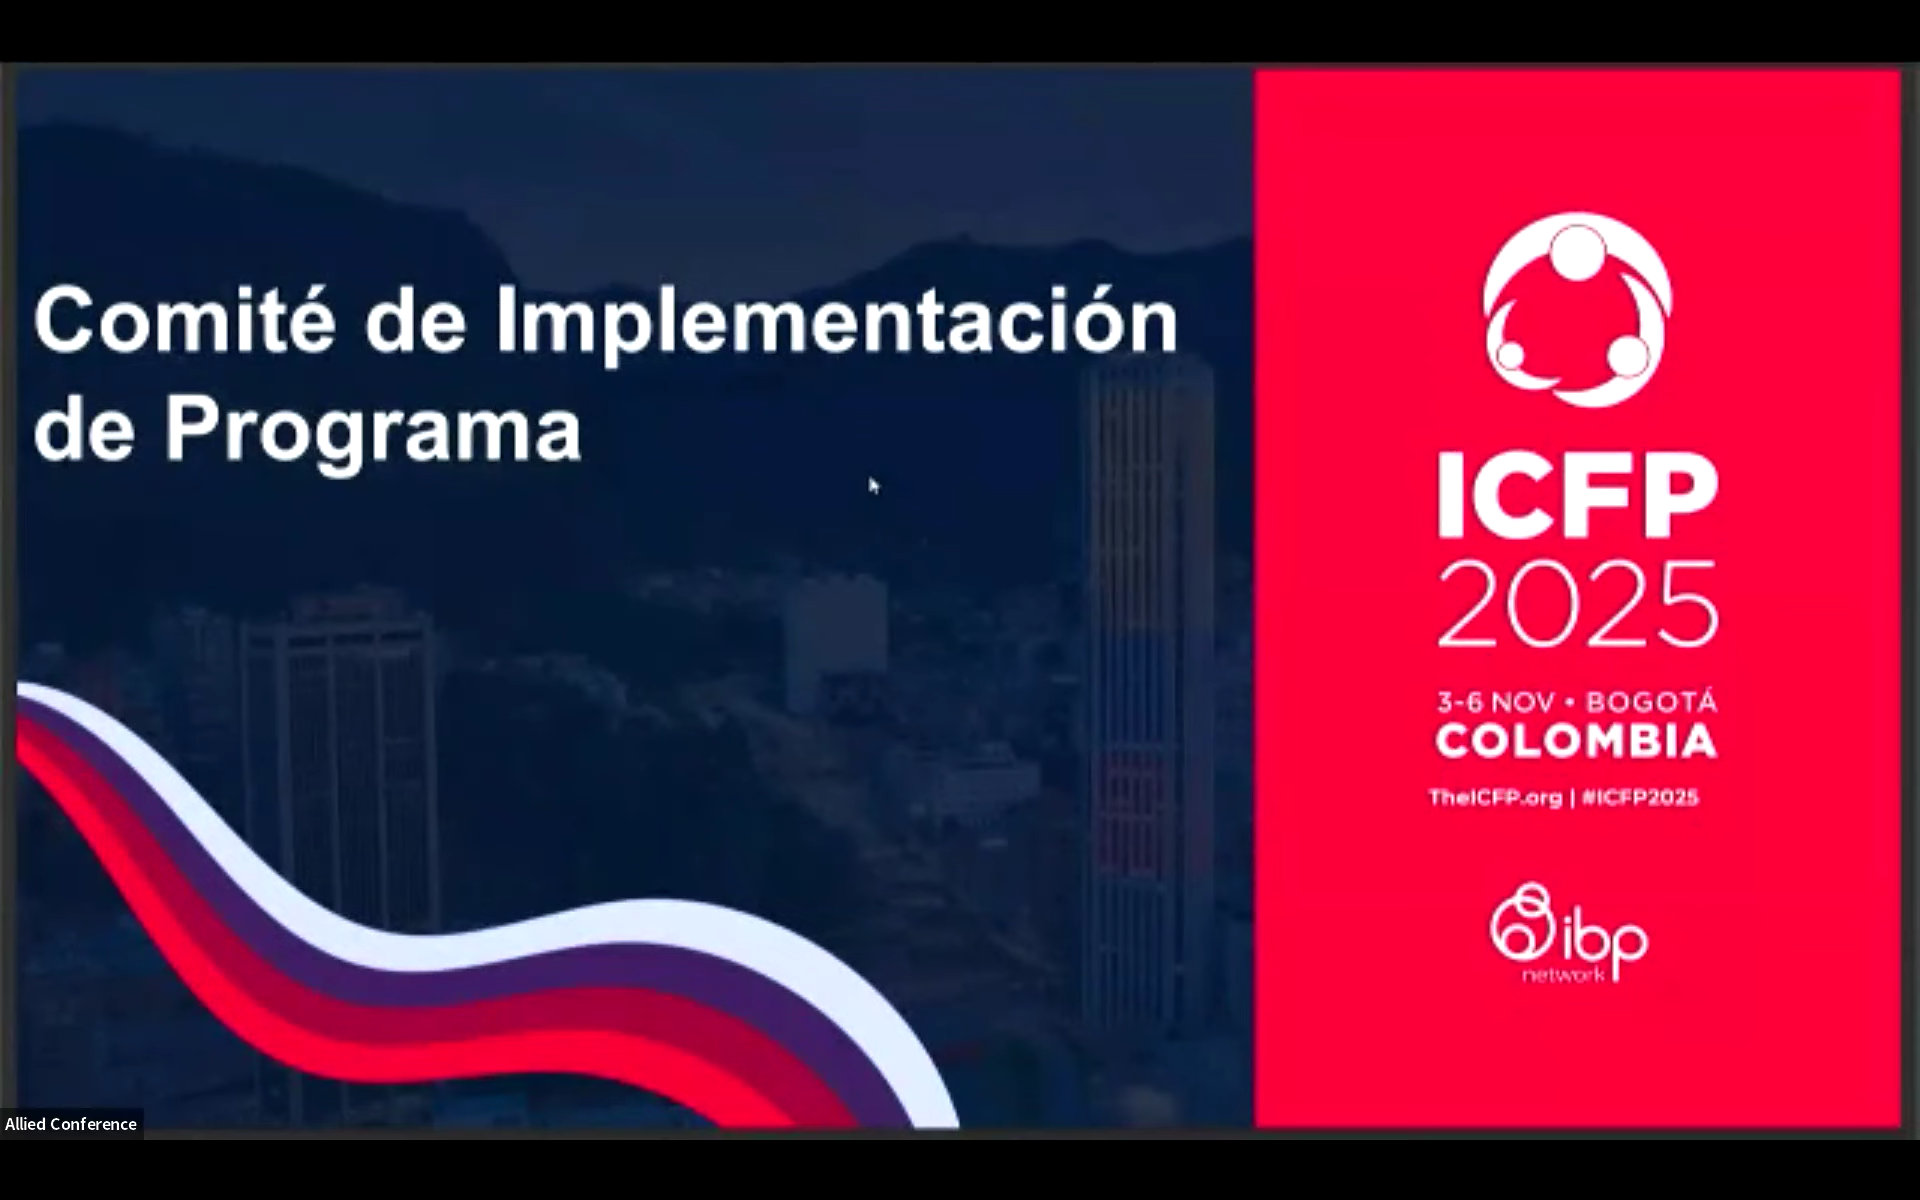 Comité de Implementación
de Programa
ICFP
2025
3-6 NOV • BOGOTÁ
COLOMBIA
TheICFP.org | #ICFP2025
ibp
network
Allied Conference